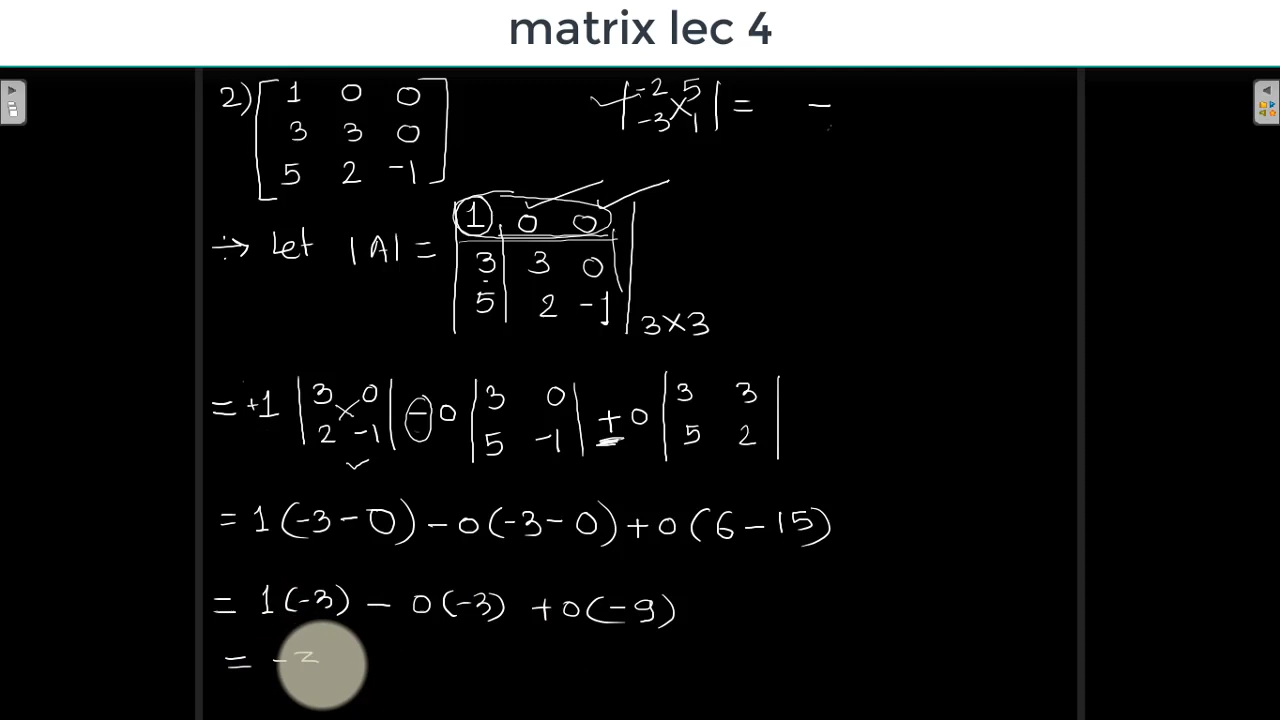 matrix lec 4
2) [1 0 0
3 3 0
5 2 -1]
|-2 5
-3 1| = -
∴→ Let |A| = |1 0 0
3 3 0
5 2 -1| 3×3
= +1 |3 0
2 -1| - 0 |3 0
5 -1| + 0 |3 3
5 2|
= 1(-3 - 0) - 0(-3 - 0) + 0(6 - 15)
= 1(-3) - 0(-3) + 0(-9)
= -3